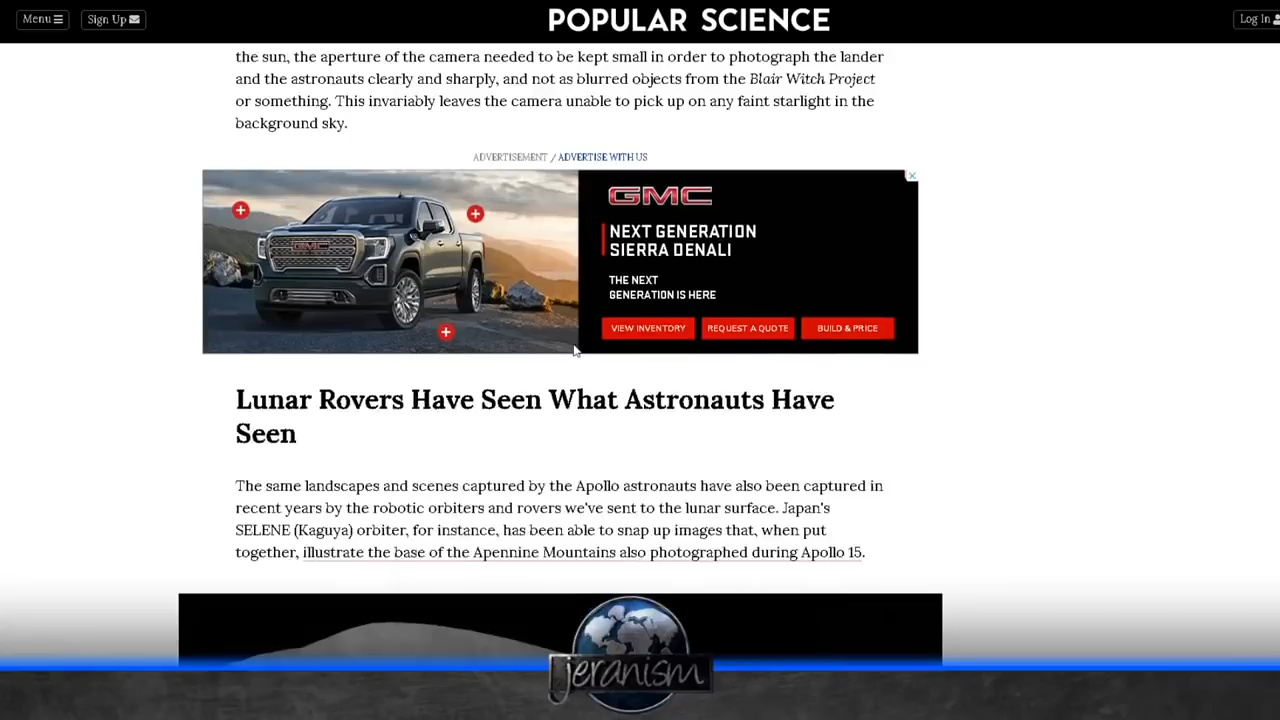 Menu
Sign Up
POPULAR SCIENCE
Log In
the sun, the aperture of the camera needed to be kept small in order to photograph the lander
and the astronauts clearly and sharply, and not as blurred objects from the Blair Witch Project
or something. This invariably leaves the camera unable to pick up on any faint starlight in the
background sky.
ADVERTISEMENT / ADVERTISE WITH US
GMC
GMC
NEXT GENERATION
SIERRA DENALI
THE NEXT
GENERATION IS HERE
VIEW INVENTORY
REQUEST A QUOTE
BUILD & PRICE
Lunar Rovers Have Seen What Astronauts Have
Seen
The same landscapes and scenes captured by the Apollo astronauts have also been captured in
recent years by the robotic orbiters and rovers we've sent to the lunar surface. Japan's
SELENE (Kaguya) orbiter, for instance, has been able to snap up images that, when put
together, illustrate the base of the Apennine Mountains also photographed during Apollo 15.
jeranism